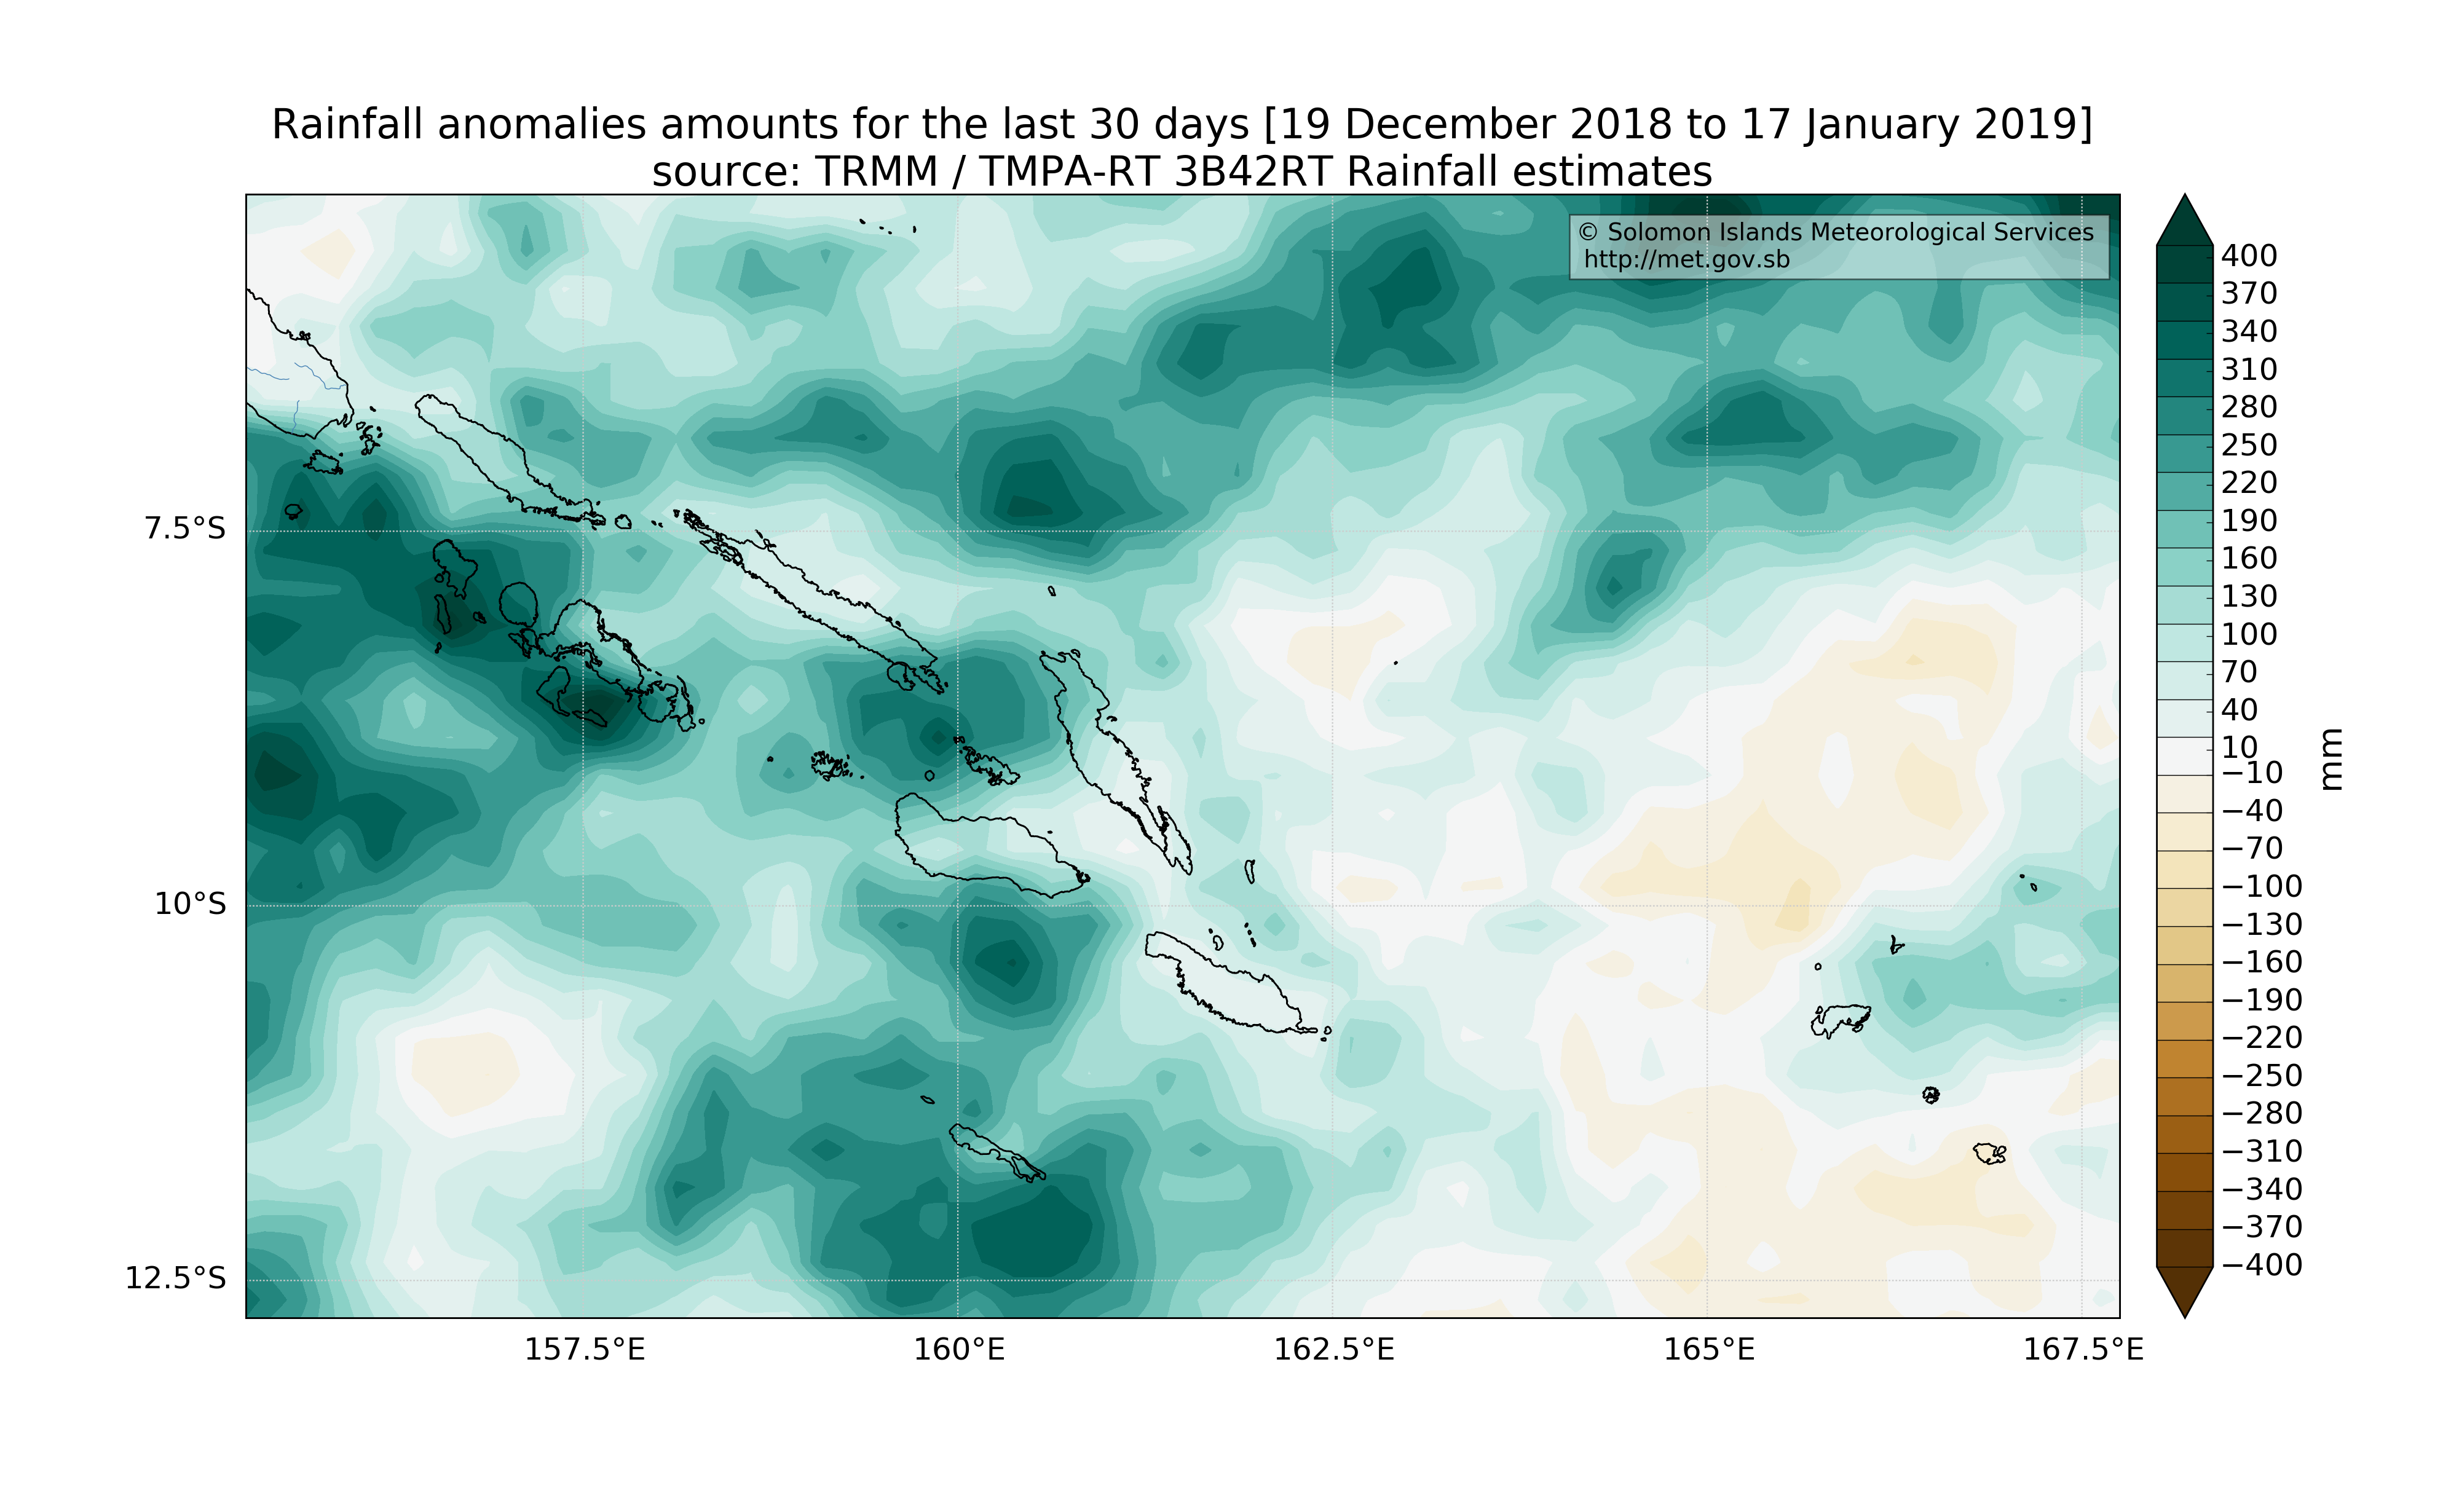 Rainfall anomalies amounts for the last 30 days [19 December 2018 to 17 January 2019]
source: TRMM / TMPA-RT 3B42RT Rainfall estimates
© Solomon Islands Meteorological Services
http://met.gov.sb
7.5°S
10°S
12.5°S
157.5°E
160°E
162.5°E
165°E
167.5°E
400
370
340
310
280
250
220
190
160
130
100
70
40
10
−10
−40
−70
−100
−130
−160
−190
−220
−250
−280
−310
−340
−370
−400
mm